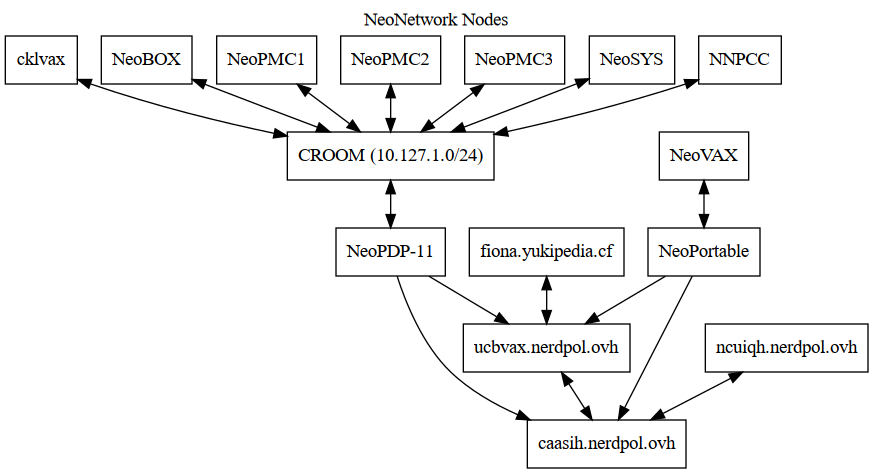 NeoNetwork Nodes
cklvax
NeoBOX
NeoPMC1
NeoPMC2
NeoPMC3
NeoSYS
NNPCC
CROOM (10.127.1.0/24)
NeoVAX
NeoPDP-11
fiona.yukipedia.cf
NeoPortable
ucbvax.nerdpol.ovh
ncuiqh.nerdpol.ovh
caasih.nerdpol.ovh